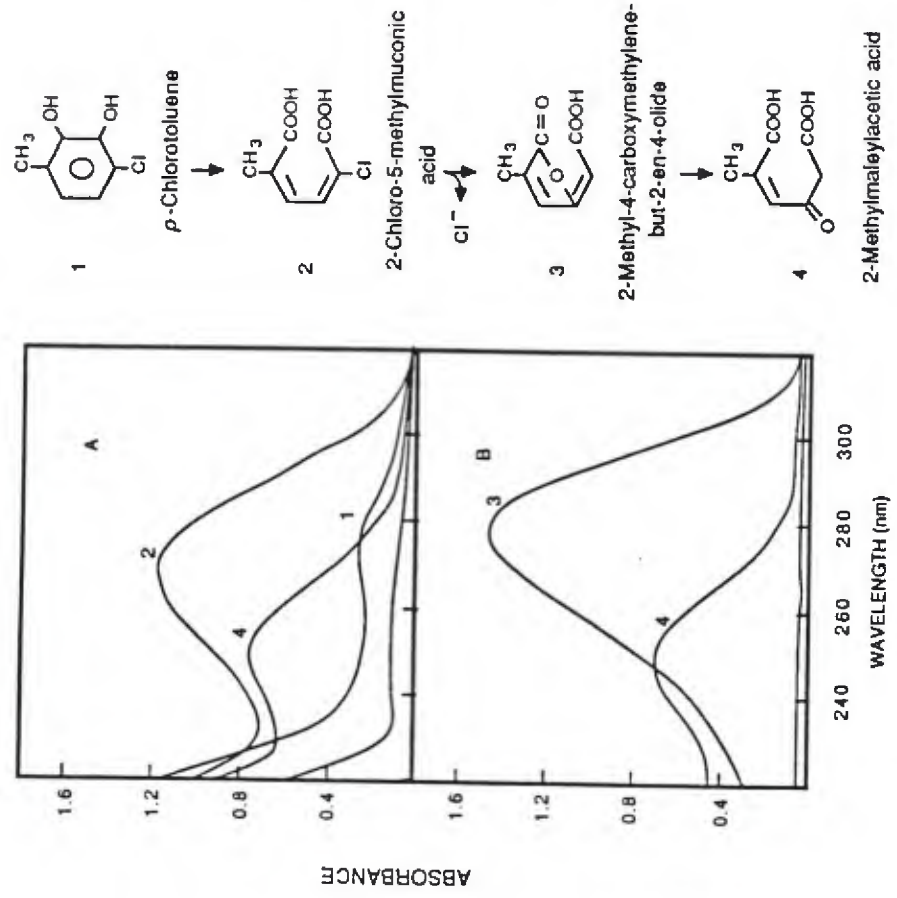 ABSORBANCE
1.6
1.2
0.8
0.4
A
2
4
1
1.6
1.2
0.8
0.4
B
3
4
240 260 280 300
WAVELENGTH (nm)
1
CH3
OH
OH
Cl
p-Chlorotoluene
2
CH3
COOH
COOH
Cl
2-Chloro-5-methylmuconic
acid
Cl−
3
CH3
C=O
O
COOH
2-Methyl-4-carboxymethylene-
but-2-en-4-olide
4
CH3
COOH
COOH
O
2-Methylmaleylacetic acid